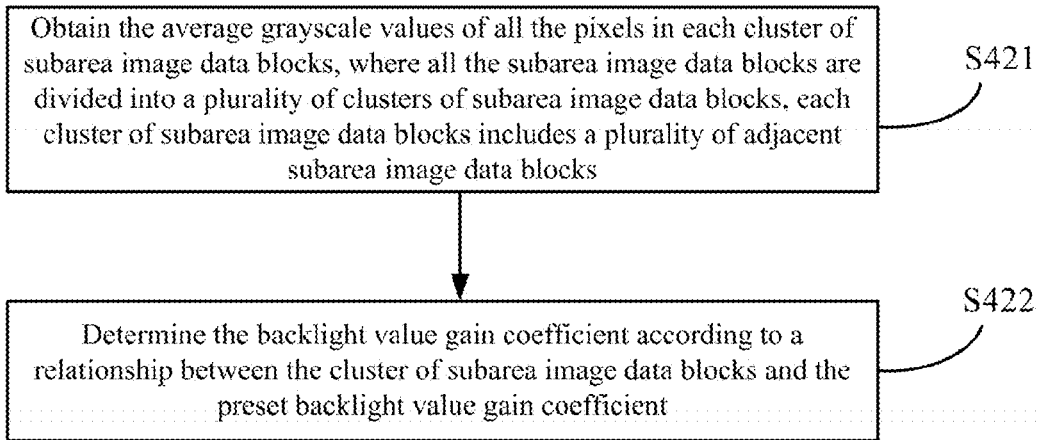 Obtain the average grayscale values of all the pixels in each cluster of
subarea image data blocks, where all the subarea image data blocks are
divided into a plurality of clusters of subarea image data blocks, each
cluster of subarea image data blocks includes a plurality of adjacent
subarea image data blocks
S421
S422
Determine the backlight value gain coefficient according to a
relationship between the cluster of subarea image data blocks and the
preset backlight value gain coefficient